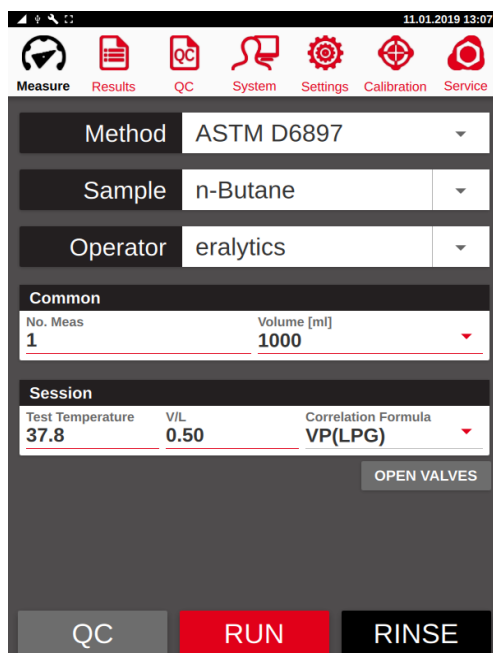 11.01.2019 13:07
QC
Measure Results QC System Settings Calibration Service
Method ASTM D6897
Sample n-Butane
Operator eralytics
Common
No. Meas Volume [ml]
1 1000
Session
Test Temperature V/L Correlation Formula
37.8 0.50 VP(LPG)
OPEN VALVES
QC RUN RINSE